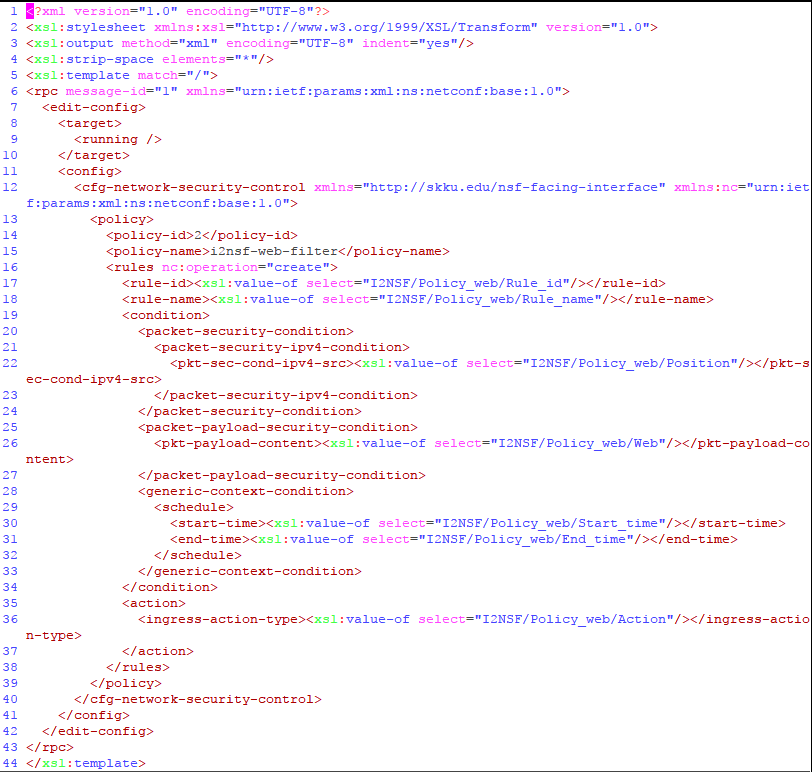 1 <?xml version="1.0" encoding="UTF-8"?>
2 <xsl:stylesheet xmlns:xsl="http://www.w3.org/1999/XSL/Transform" version="1.0">
3 <xsl:output method="xml" encoding="UTF-8" indent="yes"/>
4 <xsl:strip-space elements="*"/>
5 <xsl:template match="/">
6 <rpc message-id="1" xmlns="urn:ietf:params:xml:ns:netconf:base:1.0">
7   <edit-config>
8     <target>
9       <running />
10     </target>
11     <config>
12       <cfg-network-security-control xmlns="http://skku.edu/nsf-facing-interface" xmlns:nc="urn:iet
f:params:xml:ns:netconf:base:1.0">
13         <policy>
14           <policy-id>2</policy-id>
15           <policy-name>i2nsf-web-filter</policy-name>
16           <rules nc:operation="create">
17             <rule-id><xsl:value-of select="I2NSF/Policy_web/Rule_id"/></rule-id>
18             <rule-name><xsl:value-of select="I2NSF/Policy_web/Rule_name"/></rule-name>
19             <condition>
20               <packet-security-condition>
21                 <packet-security-ipv4-condition>
22                   <pkt-sec-cond-ipv4-src><xsl:value-of select="I2NSF/Policy_web/Position"/></pkt-s
ec-cond-ipv4-src>
23                 </packet-security-ipv4-condition>
24               </packet-security-condition>
25               <packet-payload-security-condition>
26                 <pkt-payload-content><xsl:value-of select="I2NSF/Policy_web/Web"/></pkt-payload-co
ntent>
27               </packet-payload-security-condition>
28               <generic-context-condition>
29                 <schedule>
30                   <start-time><xsl:value-of select="I2NSF/Policy_web/Start_time"/></start-time>
31                   <end-time><xsl:value-of select="I2NSF/Policy_web/End_time"/></end-time>
32                 </schedule>
33               </generic-context-condition>
34             </condition>
35             <action>
36               <ingress-action-type><xsl:value-of select="I2NSF/Policy_web/Action"/></ingress-actio
n-type>
37             </action>
38           </rules>
39         </policy>
40       </cfg-network-security-control>
41     </config>
42   </edit-config>
43 </rpc>
44 </xsl:template>